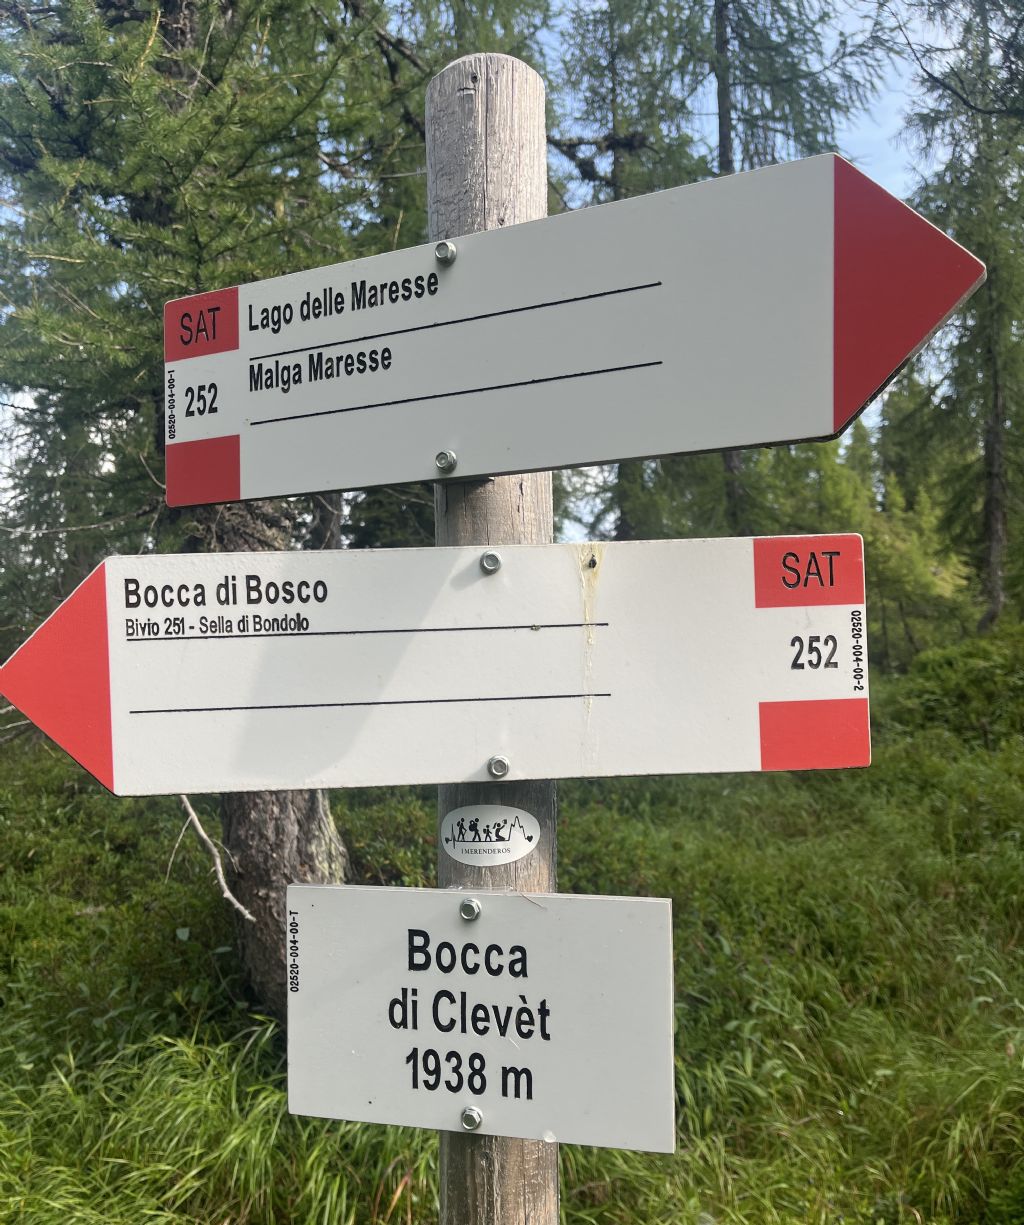 SAT
Lago delle Maresse
Malga Maresse
252
02520-004-00-1
Bocca di Bosco
Bivio 251 - Sella di Bondolo
SAT
252
02520-004-00-2
I MERENDEROS
02520-004-00-T
Bocca
di Clevèt
1938 m